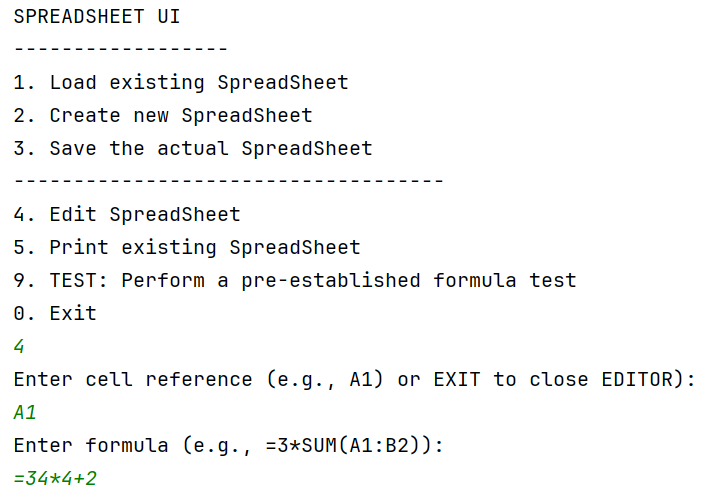 SPREADSHEET UI
------------------
1. Load existing SpreadSheet
2. Create new SpreadSheet
3. Save the actual SpreadSheet
------------------------------------
4. Edit SpreadSheet
5. Print existing SpreadSheet
9. TEST: Perform a pre-established formula test
0. Exit
4
Enter cell reference (e.g., A1) or EXIT to close EDITOR):
A1
Enter formula (e.g., =3*SUM(A1:B2)):
=34*4+2